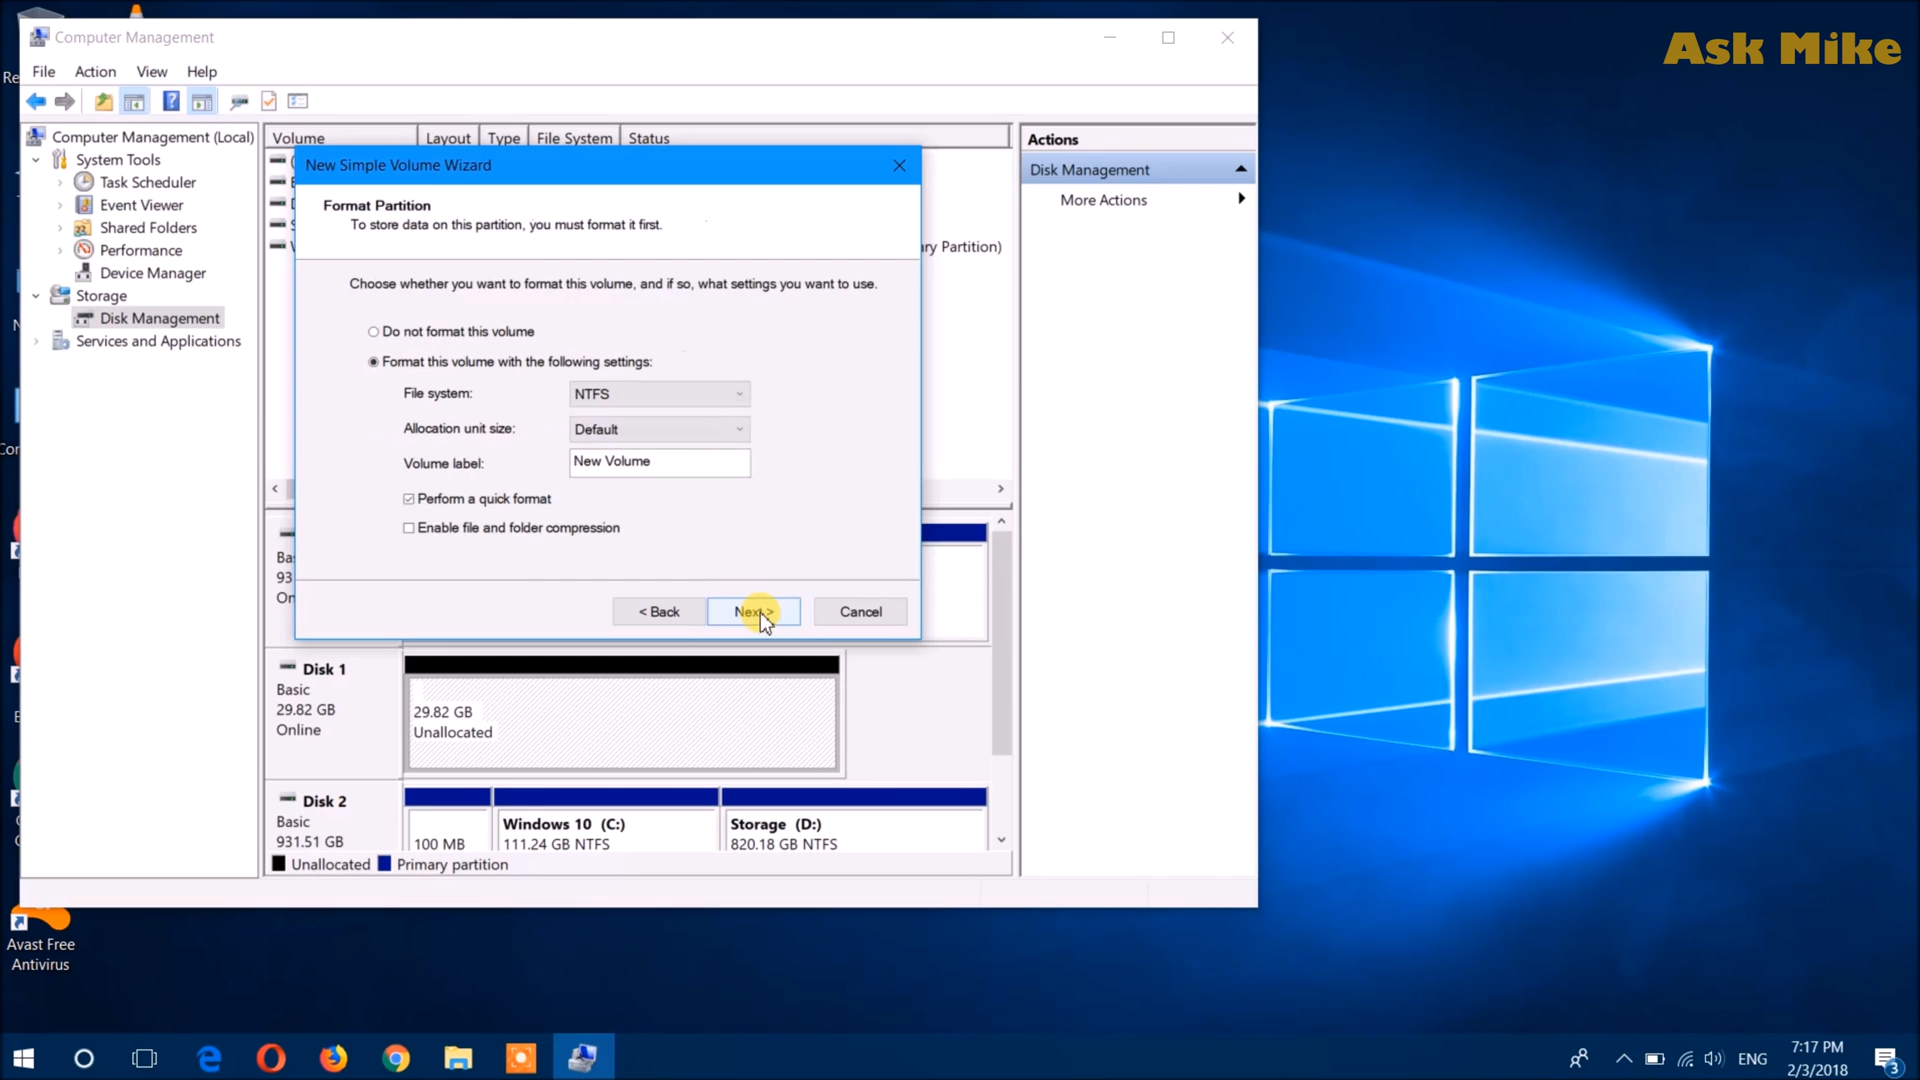 Ask Mike
Computer Management
File Action View Help
Computer Management (Local)
System Tools
Task Scheduler
Event Viewer
Shared Folders
Performance
Device Manager
Storage
Disk Management
Services and Applications
Volume Layout Type File System Status
ry Partition)
Actions
Disk Management
More Actions
New Simple Volume Wizard
Format Partition
To store data on this partition, you must format it first.
Choose whether you want to format this volume, and if so, what settings you want to use.
Do not format this volume
Format this volume with the following settings:
File system: NTFS
Allocation unit size: Default
Volume label: New Volume
Perform a quick format
Enable file and folder compression
< Back Next > Cancel
Ba
93
On
Disk 1
Basic
29.82 GB
Online
29.82 GB
Unallocated
Disk 2
Basic
931.51 GB
100 MB
Windows 10 (C:)
111.24 GB NTFS
Storage (D:)
820.18 GB NTFS
Unallocated Primary partition
Avast Free
Antivirus
ENG
7:17 PM
2/3/2018
3